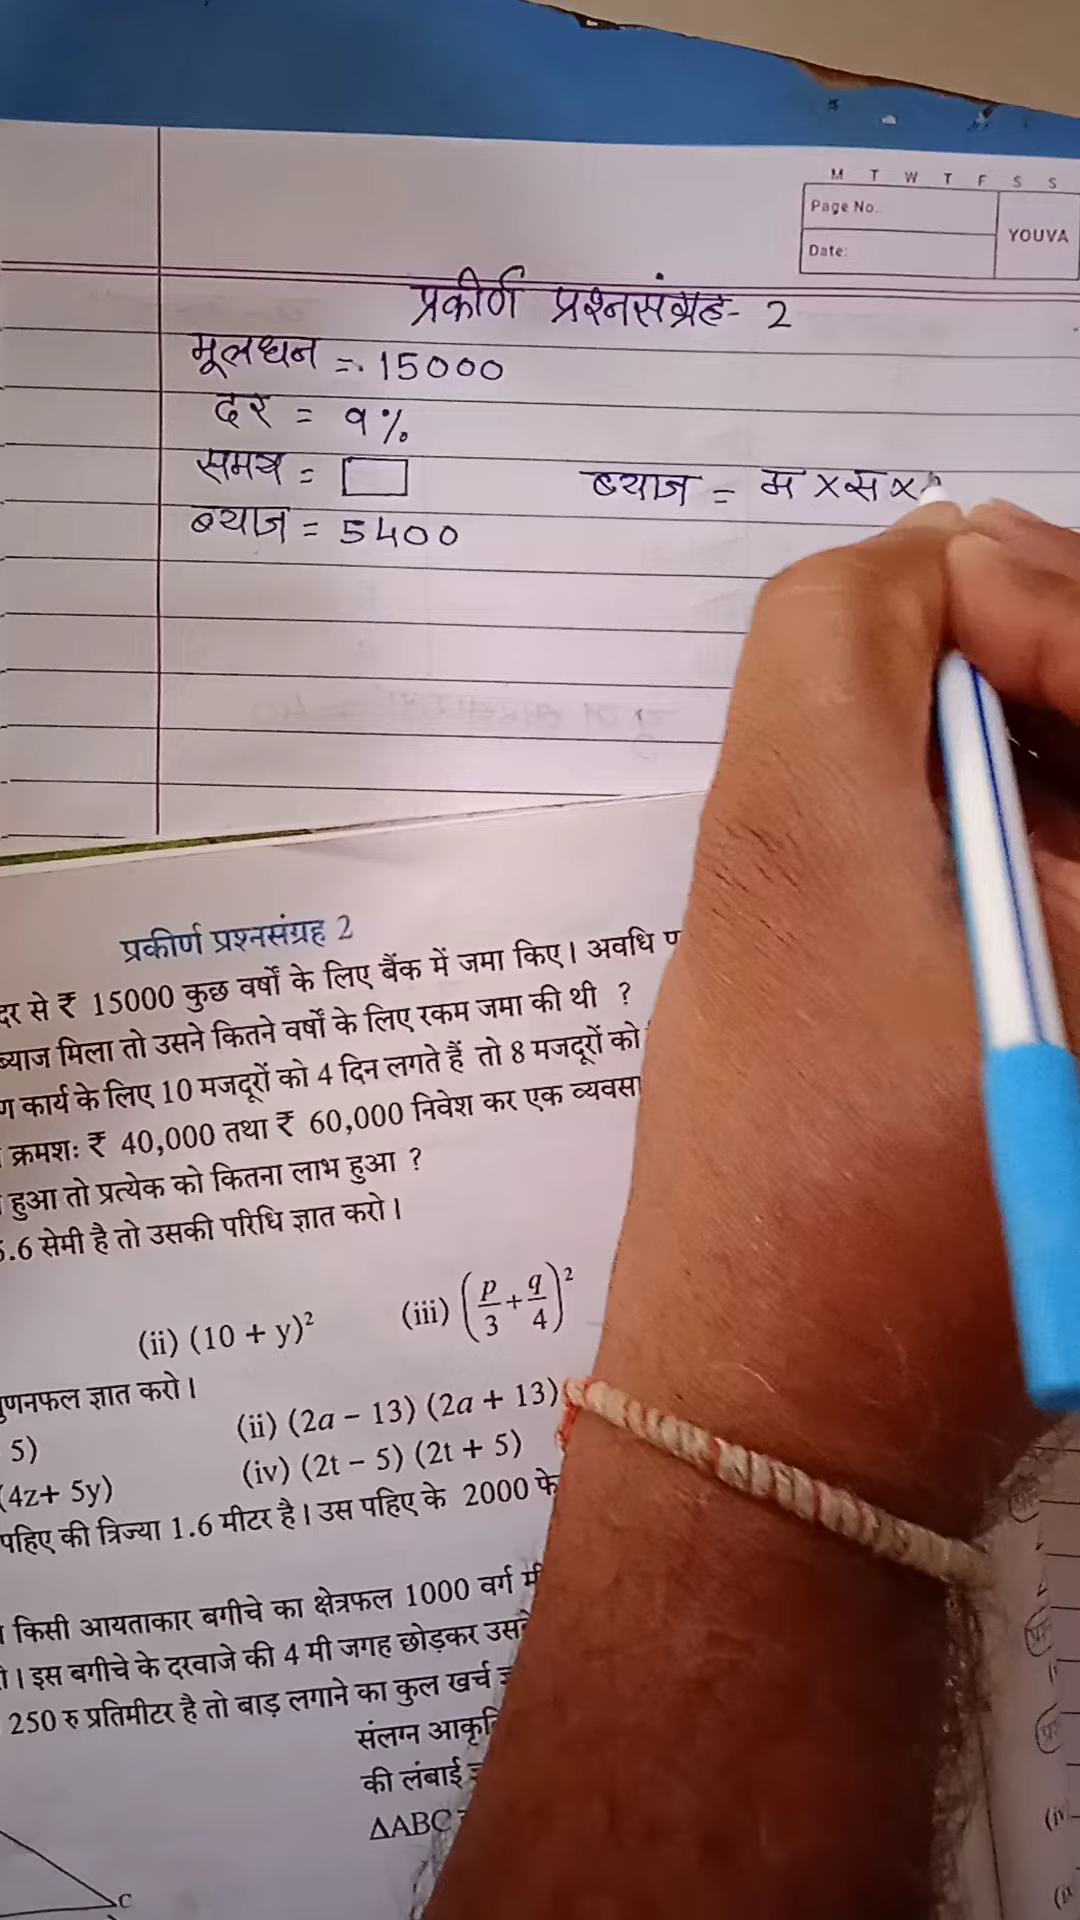 M T W T F S S
Page No.
YOUVA
Date:
प्रकीर्ण प्रश्नसंग्रह- 2
मूलधन = 15000
दर = 9%
समय =
ब्याज = म × स ×
ब्याज = 5400
प्रकीर्ण प्रश्नसंग्रह 2
दर से ₹ 15000 कुछ वर्षों के लिए बैंक में जमा किए। अवधि
ब्याज मिला तो उसने कितने वर्षों के लिए रकम जमा की थी ?
कार्य के लिए 10 मजदूरों को 4 दिन लगते हैं तो 8 मजदूरों को
क्रमशः ₹ 40,000 तथा ₹ 60,000 निवेश कर एक
हुआ तो प्रत्येक को कितना लाभ हुआ ?
.6 सेमी है तो उसकी परिधि ज्ञात करो।
(ii) (10 + y)² (iii) (p/3 + q/4)²
ज्ञात करो।
5) (ii) (2a − 13) (2a + 13)
(4z+ 5y) (iv) (2t − 5) (2t + 5)
पहिए की त्रिज्या 1.6 मीटर है। उस पहिए के 2000
किसी आयताकार बगीचे का क्षेत्रफल 1000 वर्ग
। इस बगीचे के दरवाजे की 4 मी जगह छोड़कर
250 रु प्रतिमीटर है तो बाड़ लगाने का कुल खर्च
संलग्न
की लंबाई
ΔABC
C